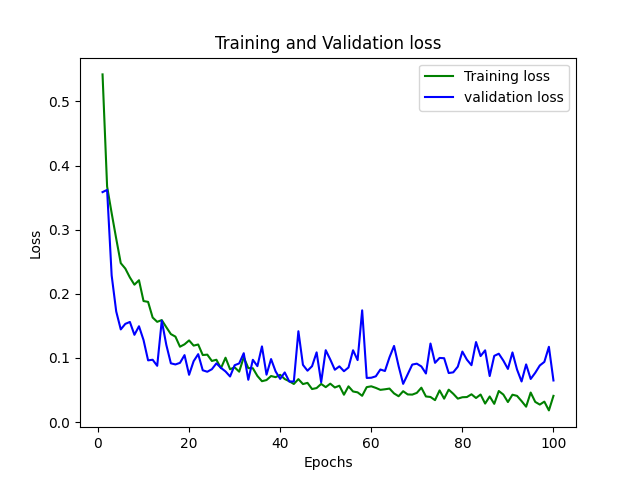 Training and Validation loss
Training loss
validation loss
Loss
0.5
0.4
0.3
0.2
0.1
0.0
0 20 40 60 80 100
Epochs